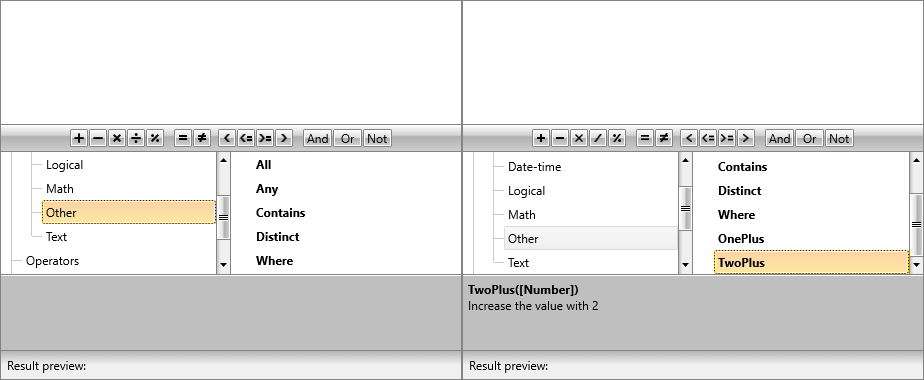 + − × ÷ % = ≠ < <= >= > And Or Not
Logical
Math
Other
Text
Operators
All
Any
Contains
Distinct
Where
Result preview:
+ − × / % = ≠ < <= >= > And Or Not
Date-time
Logical
Math
Other
Text
Contains
Distinct
Where
OnePlus
TwoPlus
TwoPlus([Number])
Increase the value with 2
Result preview: